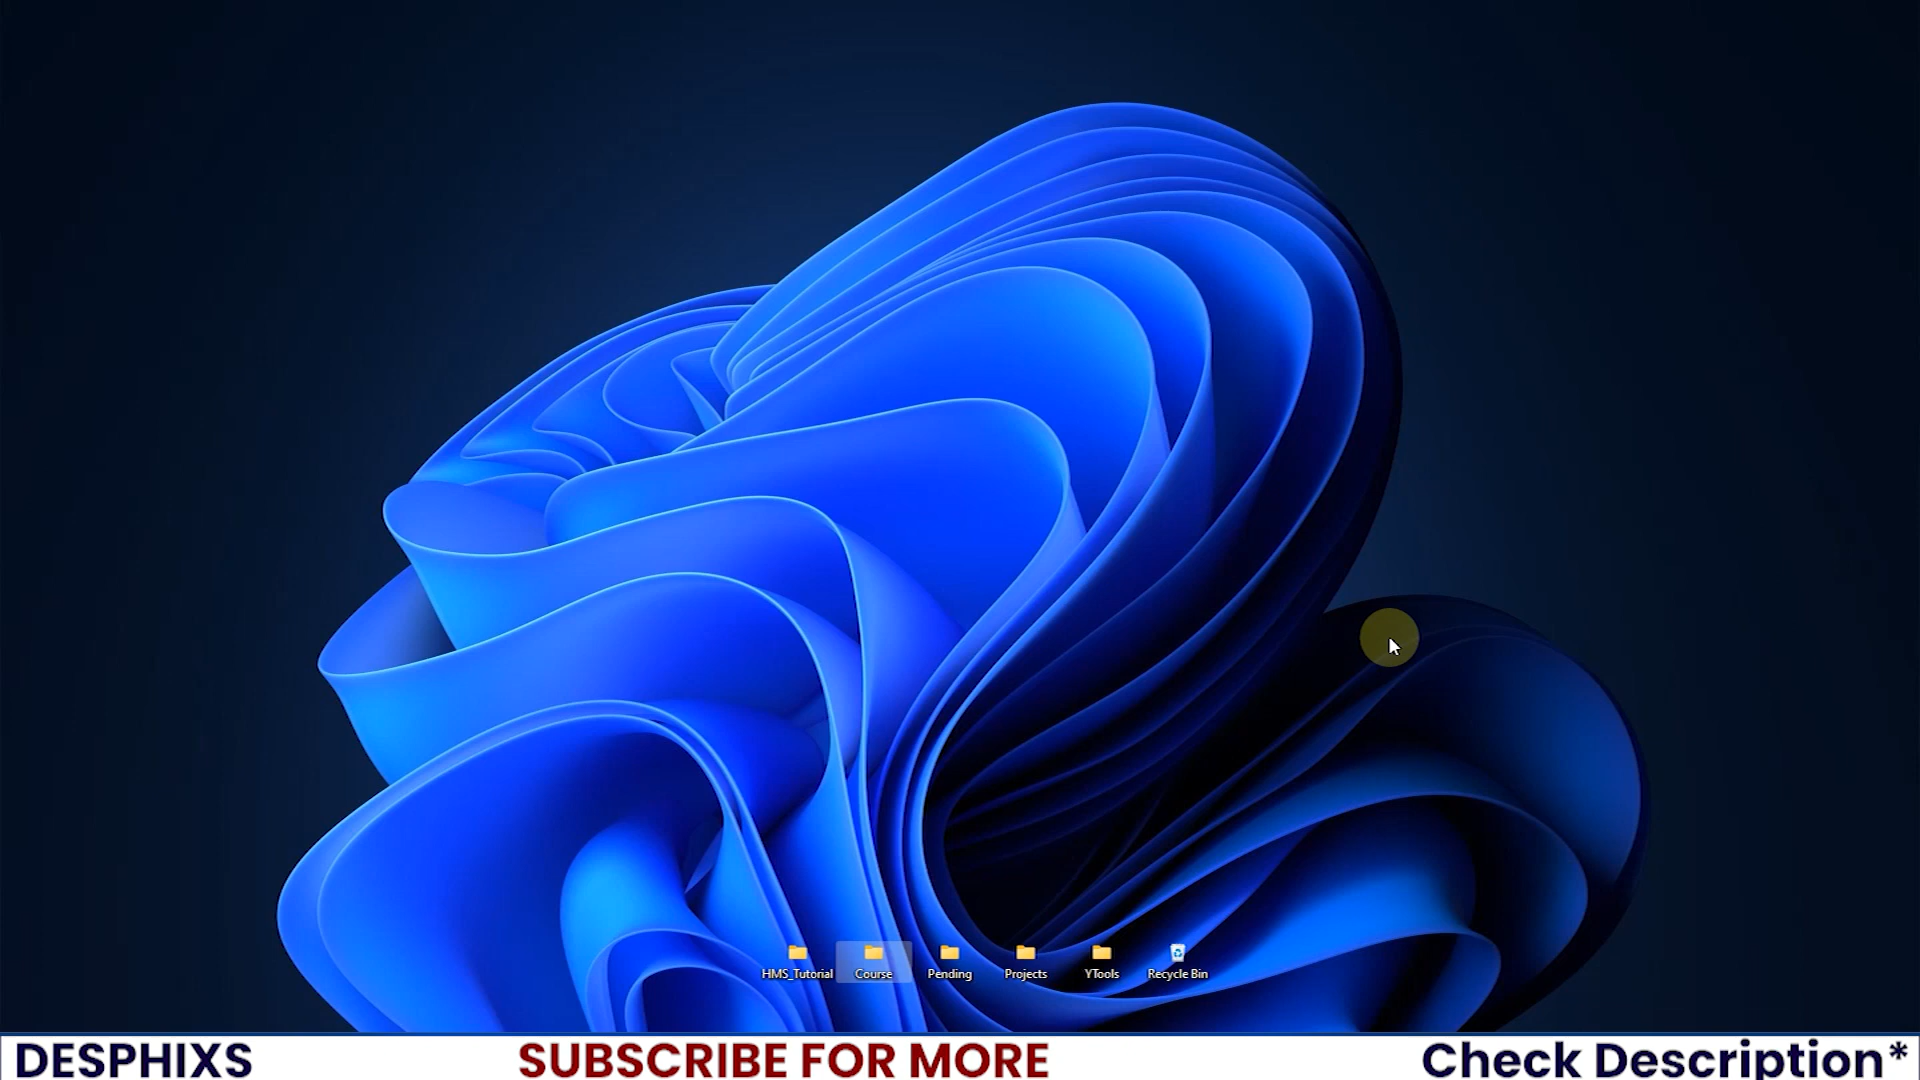 HMS_Tutorial Course Pending Projects YTools Recycle Bin
DESPHIXS SUBSCRIBE FOR MORE Check Description*